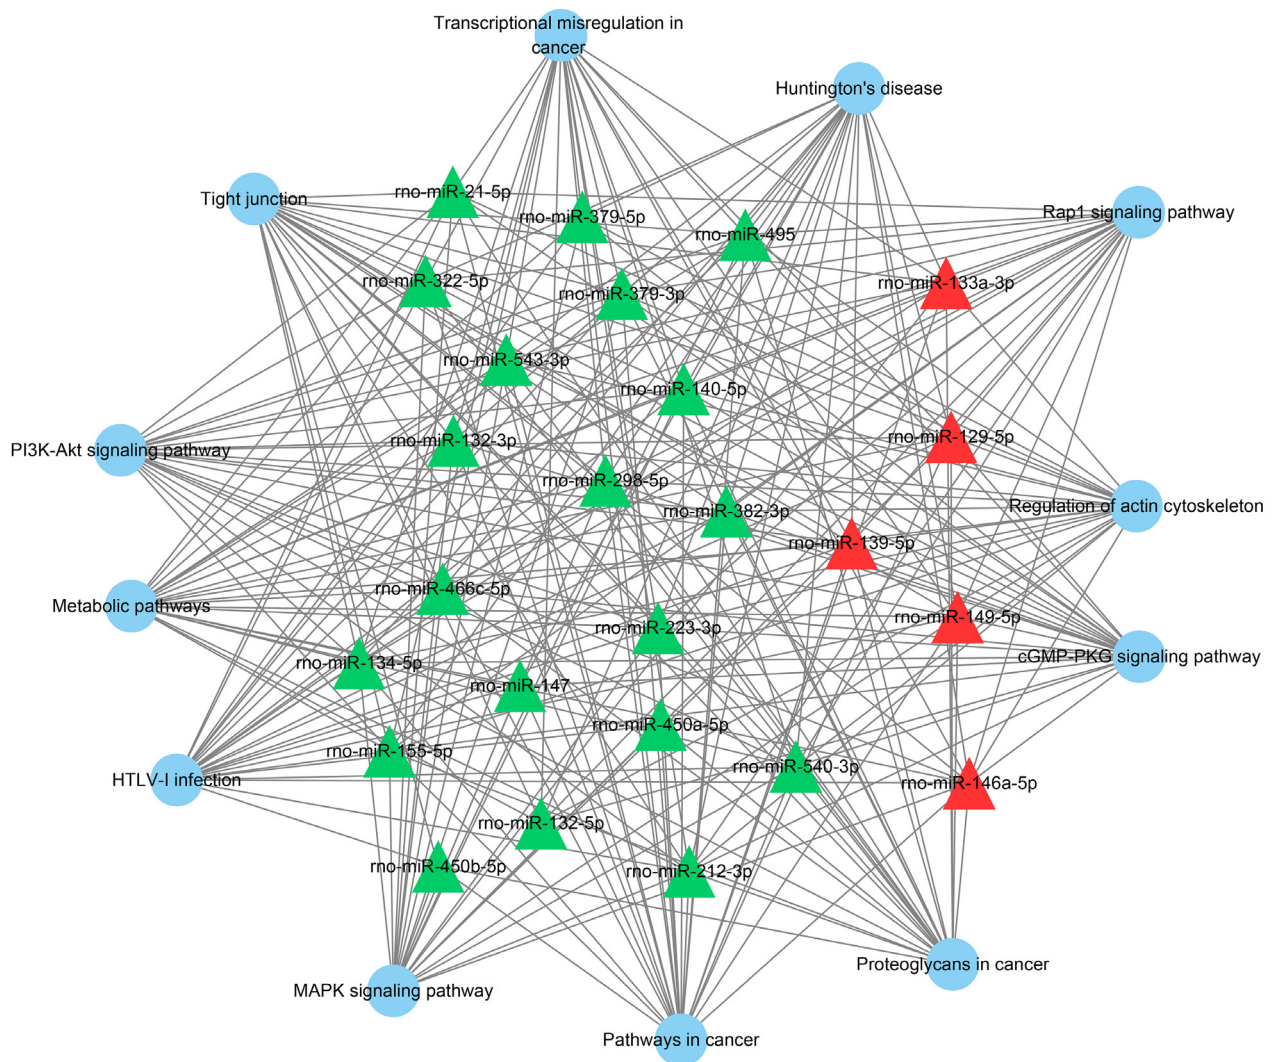 Transcriptional misregulation in
cancer
Huntington's disease
Tight junction
rno-miR-21-5p
rno-miR-379-5p
rno-miR-495
Rap1 signaling pathway
rno-miR-322-5p
rno-miR-379-3p
rno-miR-133a-3p
rno-miR-543-3p
rno-miR-140-5p
PI3K-Akt signaling pathway
rno-miR-132-3p
rno-miR-129-5p
rno-miR-298-5p
rno-miR-382-3p
Regulation of actin cytoskeleton
rno-miR-139-5p
Metabolic pathways
rno-miR-466c-5p
rno-miR-223-3p
rno-miR-149-5p
rno-miR-134-5p
rno-miR-147
cGMP-PKG signaling pathway
rno-miR-450a-5p
rno-miR-155-5p
HTLV-I infection
rno-miR-540-3p
rno-miR-146a-5p
rno-miR-132-5p
rno-miR-450b-5p
rno-miR-212-3p
MAPK signaling pathway
Proteoglycans in cancer
Pathways in cancer